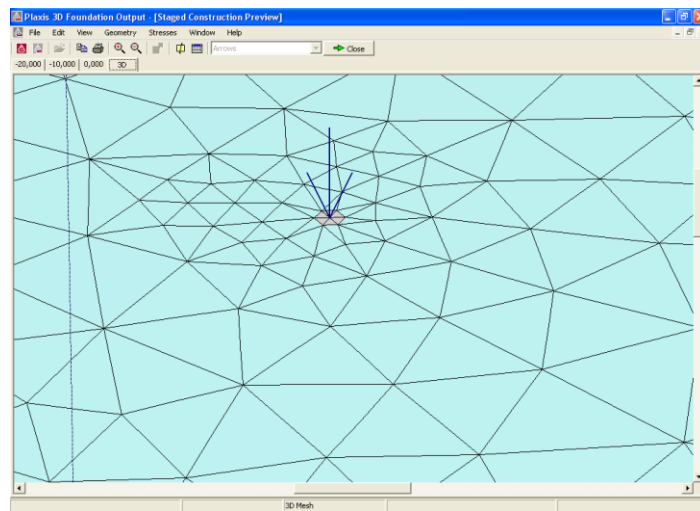 Plaxis 3D Foundation Output - [Staged Construction Preview]
File Edit View Geometry Stresses Window Help
Arrows Close
-20,000 -10,000 0,000 3D
3D Mesh